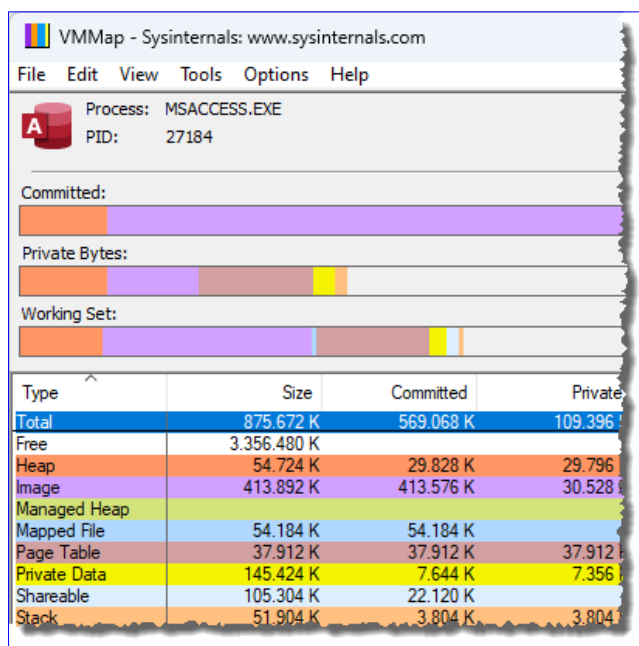 VMMap - Sysinternals: www.sysinternals.com
File Edit View Tools Options Help
A
Process: MSACCESS.EXE
PID: 27184
Committed:
Private Bytes:
Working Set:
Type Size Committed Private
Total 875.672 K 569.068 K 109.396
Free 3.356.480 K
Heap 54.724 K 29.828 K 29.796
Image 413.892 K 413.576 K 30.528
Managed Heap
Mapped File 54.184 K 54.184 K
Page Table 37.912 K 37.912 K 37.912
Private Data 145.424 K 7.644 K 7.356
Shareable 105.304 K 22.120 K
Stack 51.904 K 3.804 K 3.804